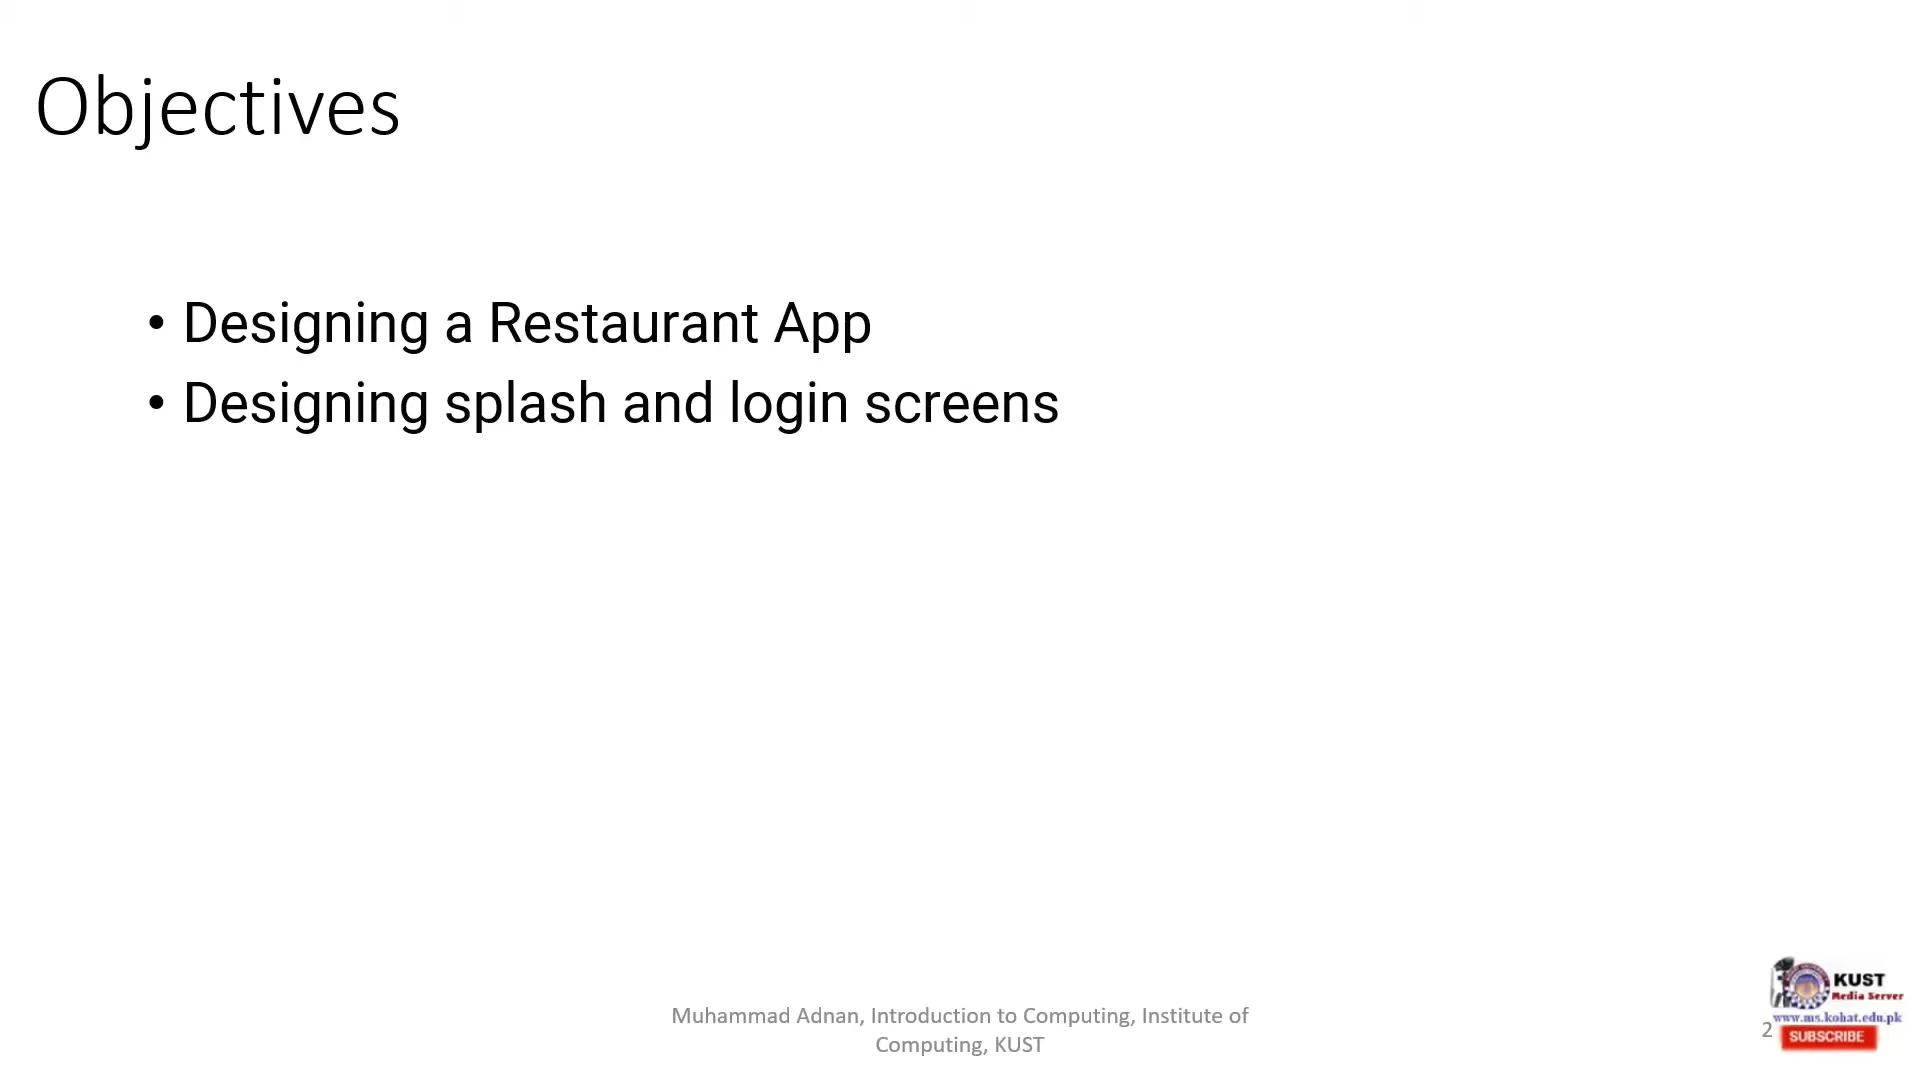 Objectives
• Designing a Restaurant App
• Designing splash and login screens
Muhammad Adnan, Introduction to Computing, Institute of
Computing, KUST
2
KUST
Media Server
www.ms.kohat.edu.pk
SUBSCRIBE